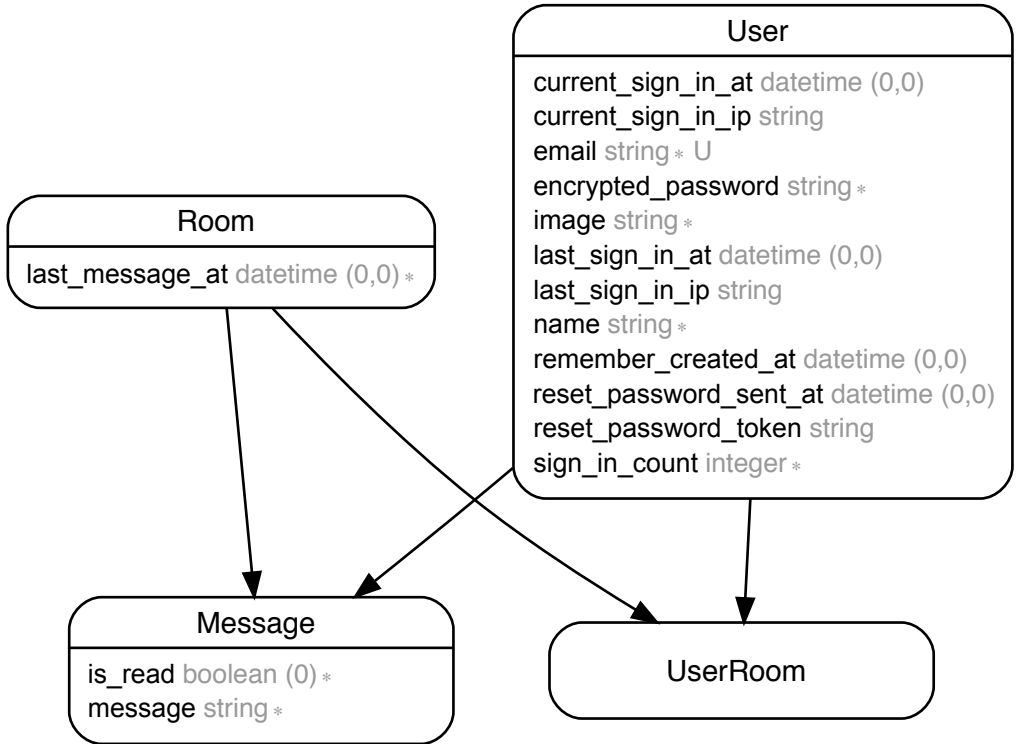 User
current_sign_in_at datetime (0,0)
current_sign_in_ip string
email string * U
encrypted_password string *
image string *
last_sign_in_at datetime (0,0)
last_sign_in_ip string
name string *
remember_created_at datetime (0,0)
reset_password_sent_at datetime (0,0)
reset_password_token string
sign_in_count integer *
Room
last_message_at datetime (0,0) *
Message
is_read boolean (0) *
message string *
UserRoom